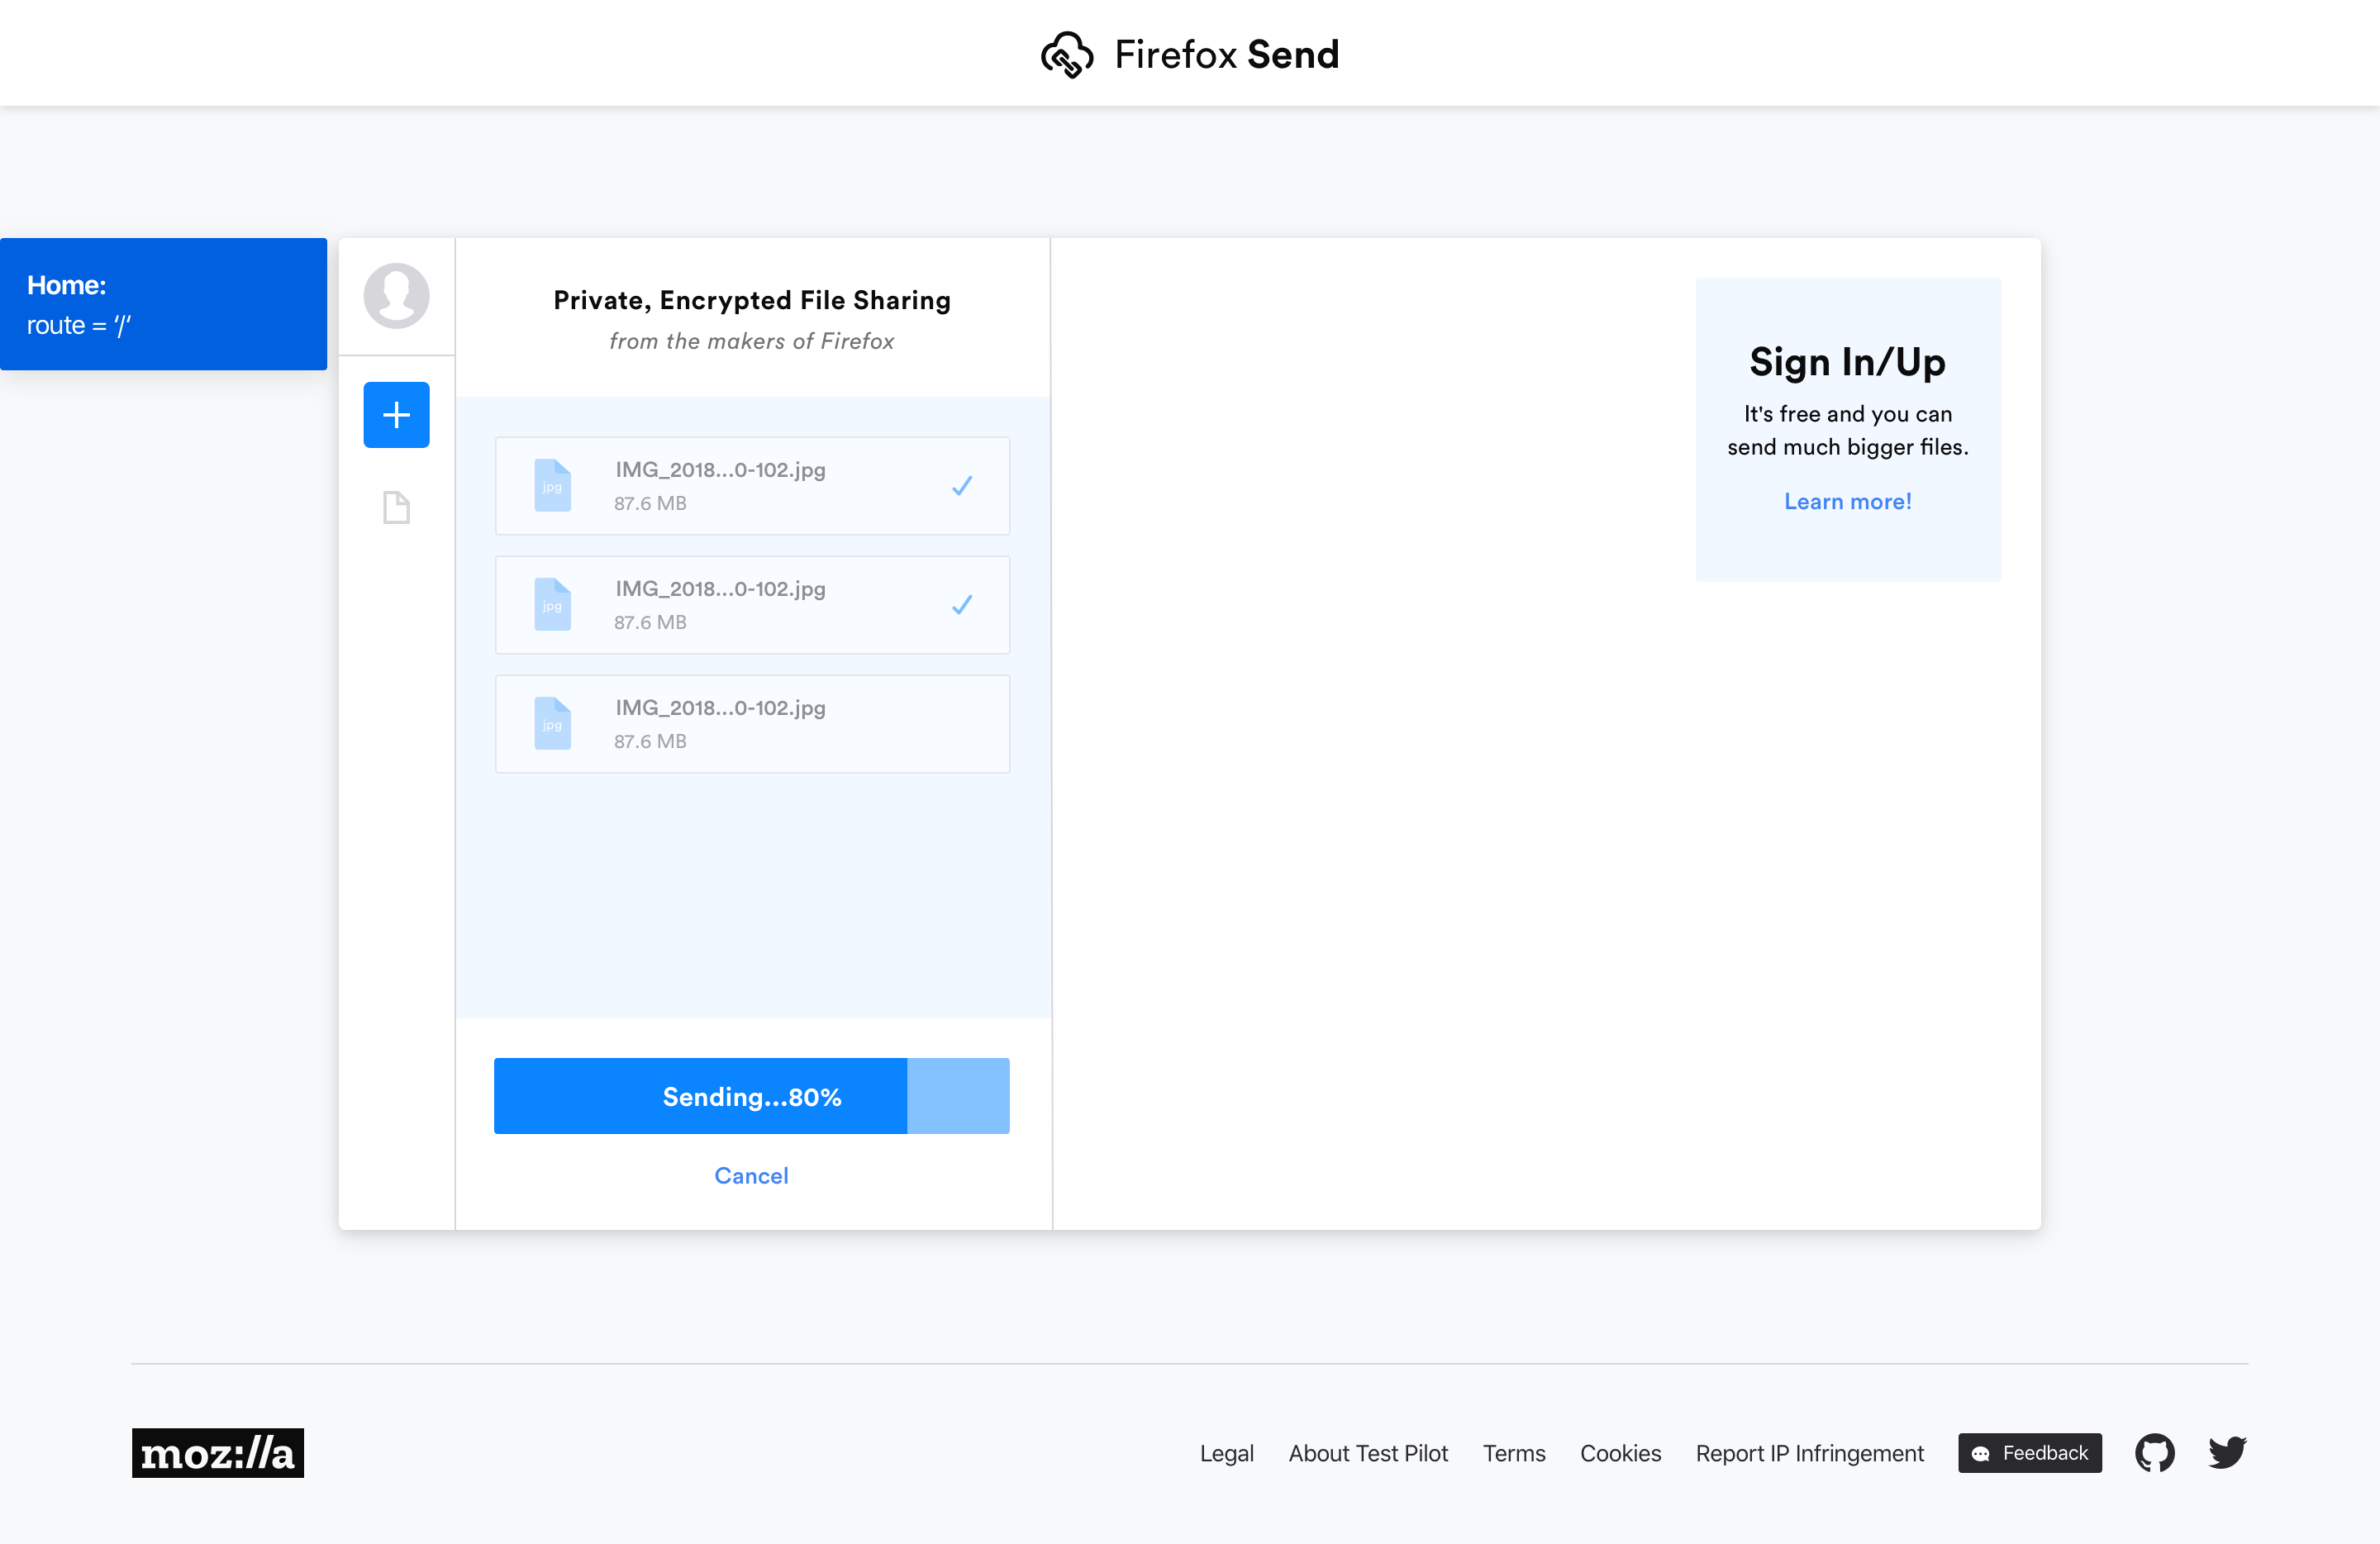 Firefox Send
Home:
route = ‘/‘
Private, Encrypted File Sharing
from the makers of Firefox
IMG_2018...0-102.jpg
jpg
87.6 MB
IMG_2018...0-102.jpg
jpg
87.6 MB
IMG_2018...0-102.jpg
jpg
87.6 MB
Sending...80%
Cancel
Sign In/Up
It's free and you can
send much bigger files.
Learn more!
moz://a
Legal About Test Pilot Terms Cookies Report IP Infringement Feedback